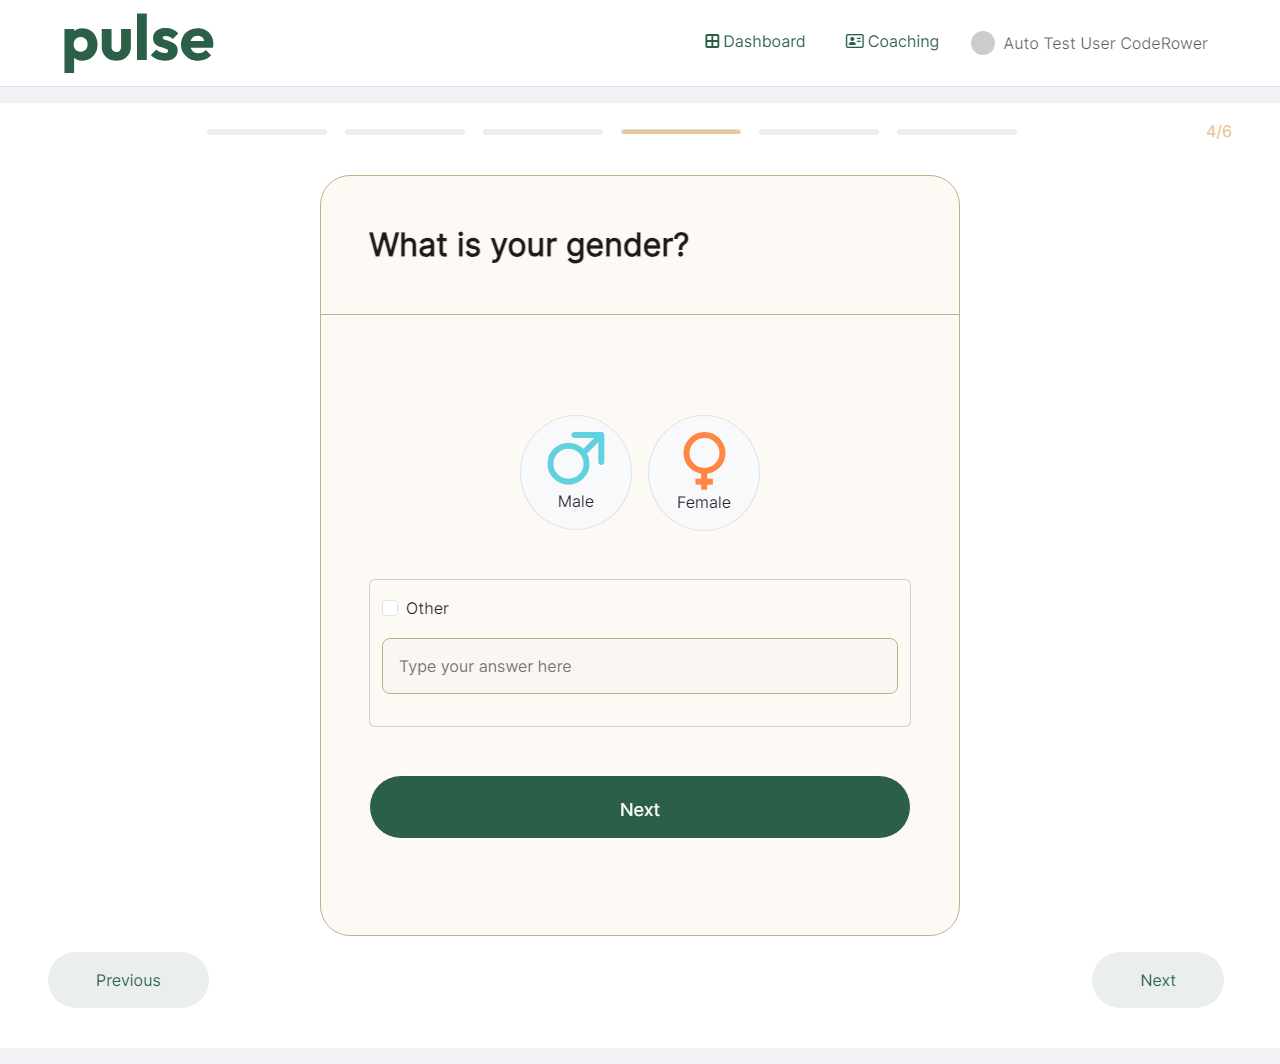 pulse
Dashboard
Coaching
Auto Test User CodeRower
4/6
What is your gender?
Male
Female
Other
Type your answer here
Next
Previous
Next